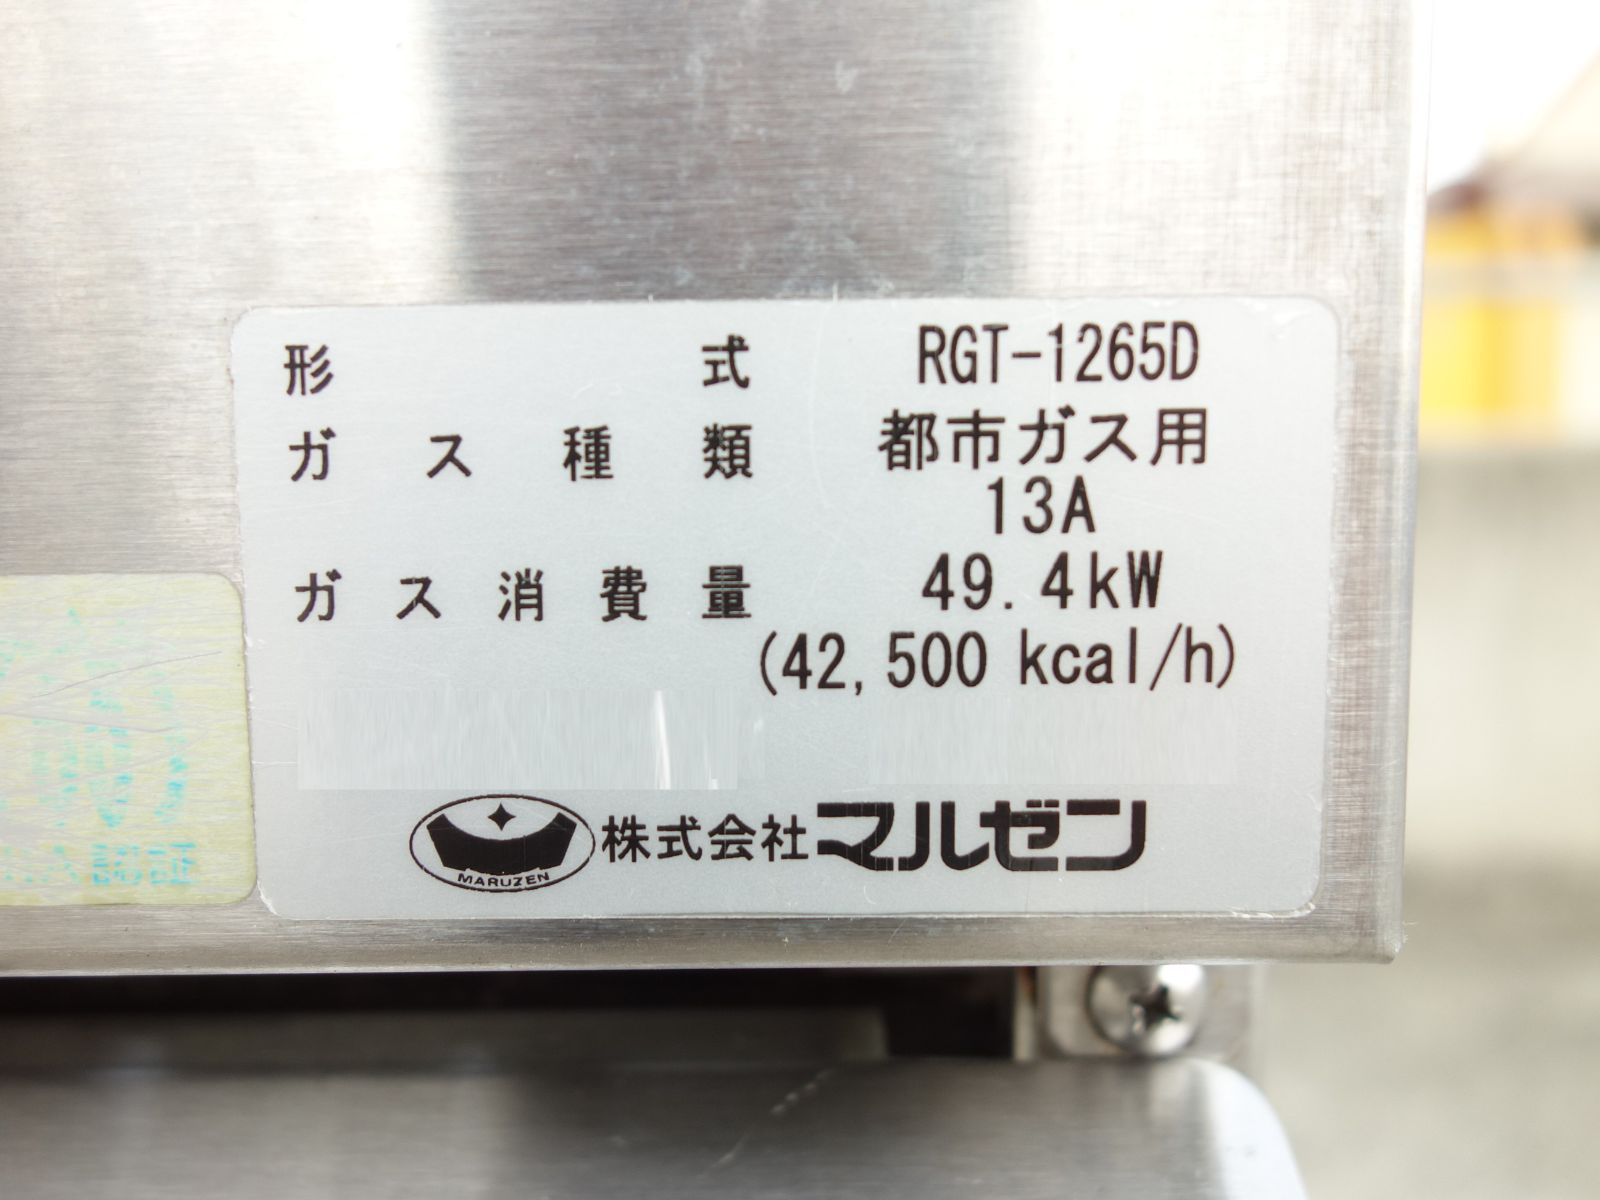 形式 RGT-1265D
ガス種類 都市ガス用
13A
ガス消費量 49.4kW
(42,500 kcal/h)
MARUZEN 株式会社マルゼン